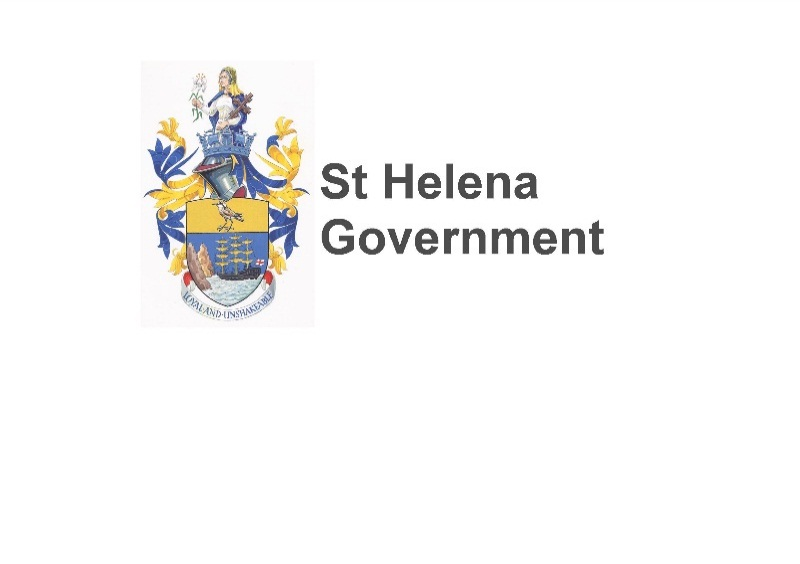 St Helena
Government
LOYAL AND UNSHAKEABLE